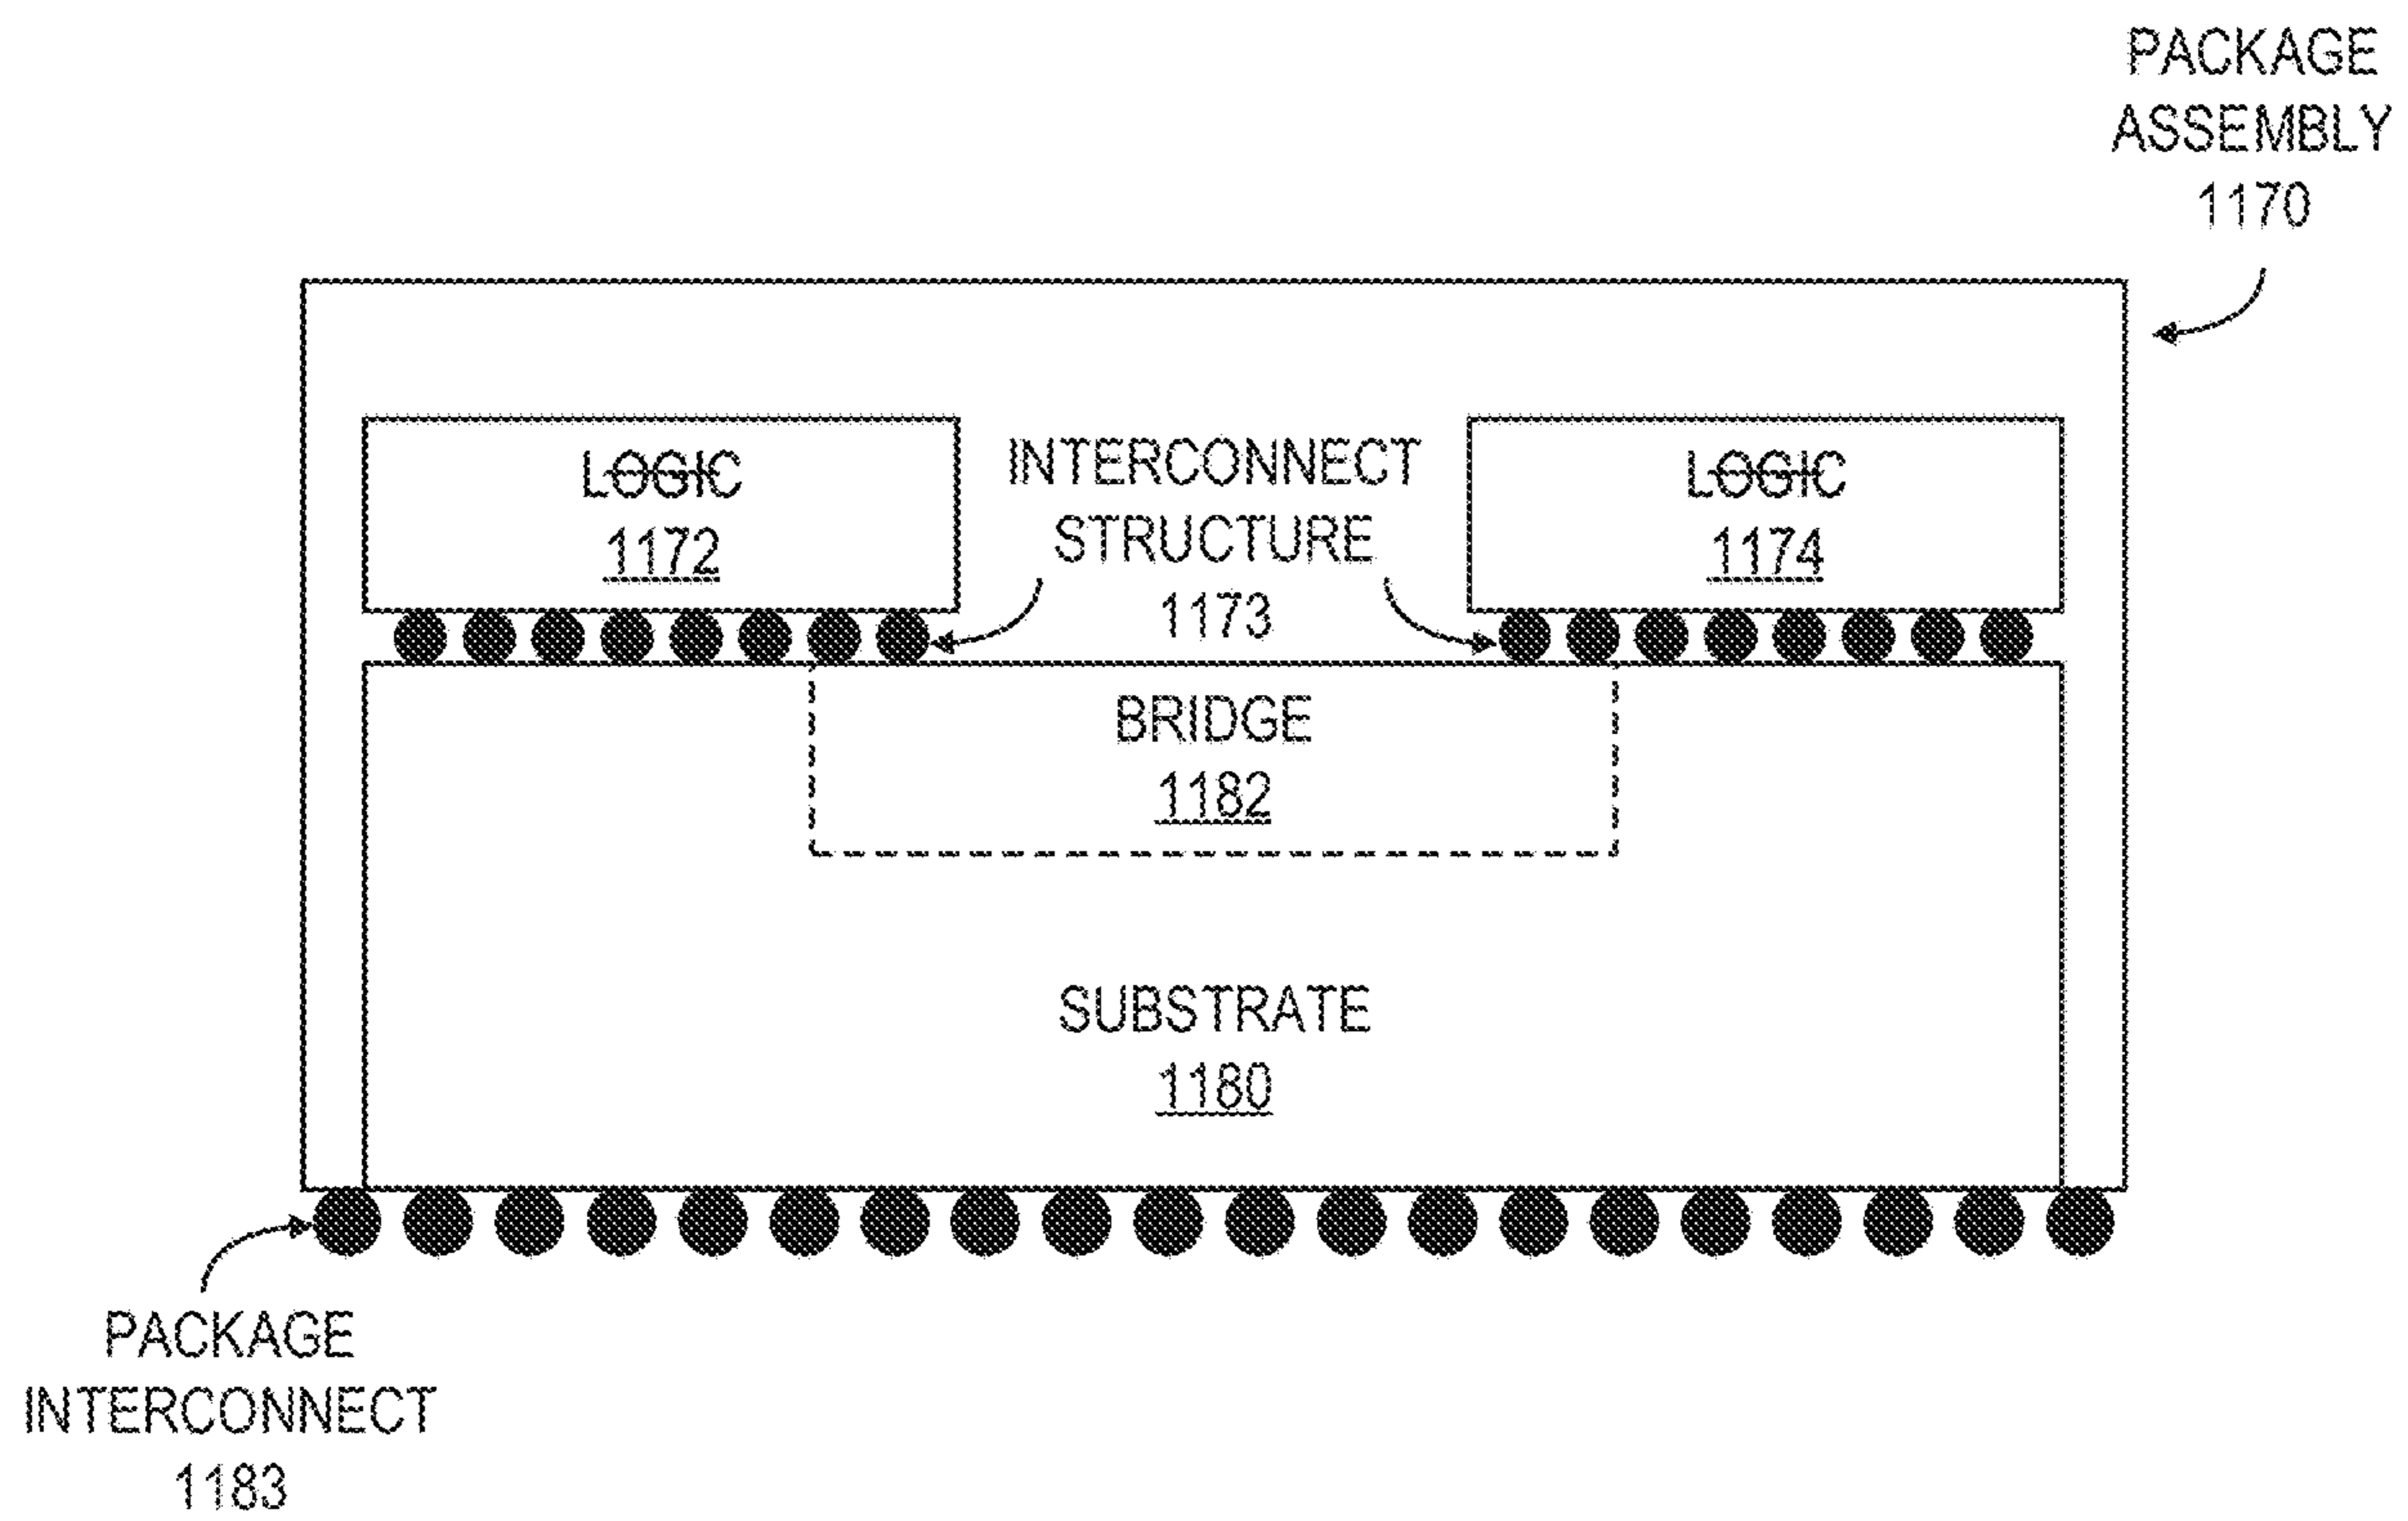 PACKAGE
ASSEMBLY
1170
LOGIC
1172
INTERCONNECT
STRUCTURE
1173
LOGIC
1174
BRIDGE
1182
SUBSTRATE
1180
PACKAGE
INTERCONNECT
1183